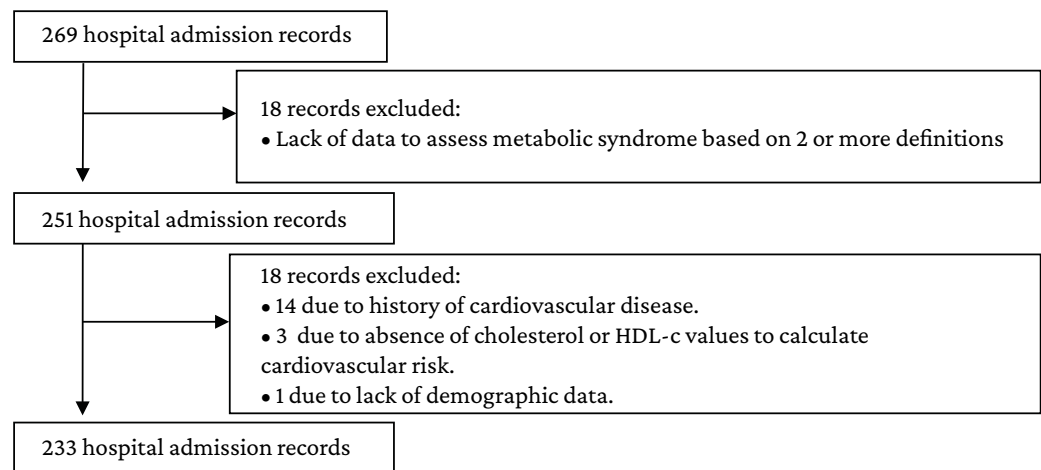 269 hospital admission records
18 records excluded:
• Lack of data to assess metabolic syndrome based on 2 or more definitions
251 hospital admission records
18 records excluded:
• 14 due to history of cardiovascular disease.
• 3 due to absence of cholesterol or HDL-c values to calculate
cardiovascular risk.
• 1 due to lack of demographic data.
233 hospital admission records